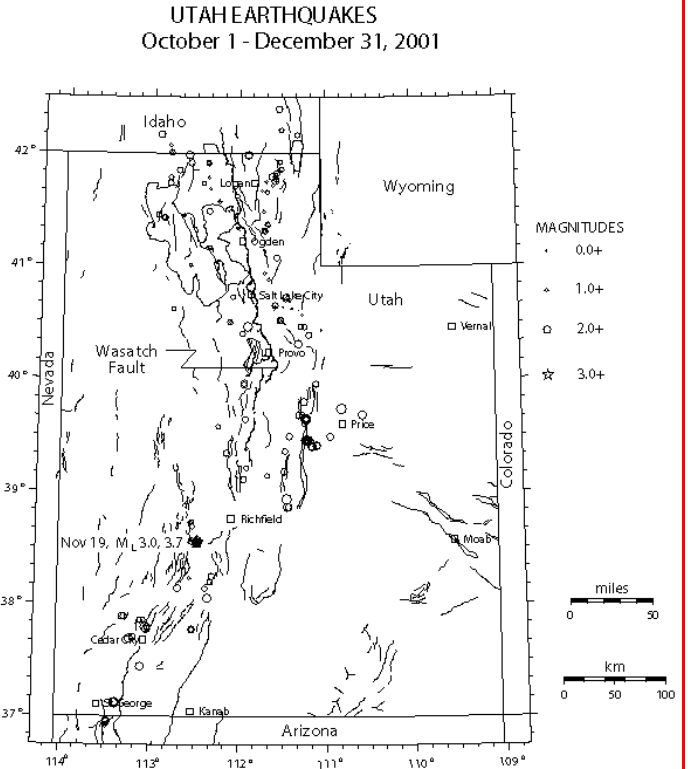 UTAH EARTHQUAKES
October 1 - December 31, 2001
Idaho
42°
Logan
Wyoming
MAGNITUDES
0.0+
Ogden
41°
1.0+
Salt Lake City
Utah
2.0+
Vernal
Wasatch
Fault
Provo
3.0+
40°
Nevada
Price
Colorado
39°
Richfield
Nov 19, ML 3.0, 3.7
Moab
miles
0 50
38°
Cedar City
km
0 50 100
St George
Kanab
37°
Arizona
114° 113° 112° 111° 110° 109°